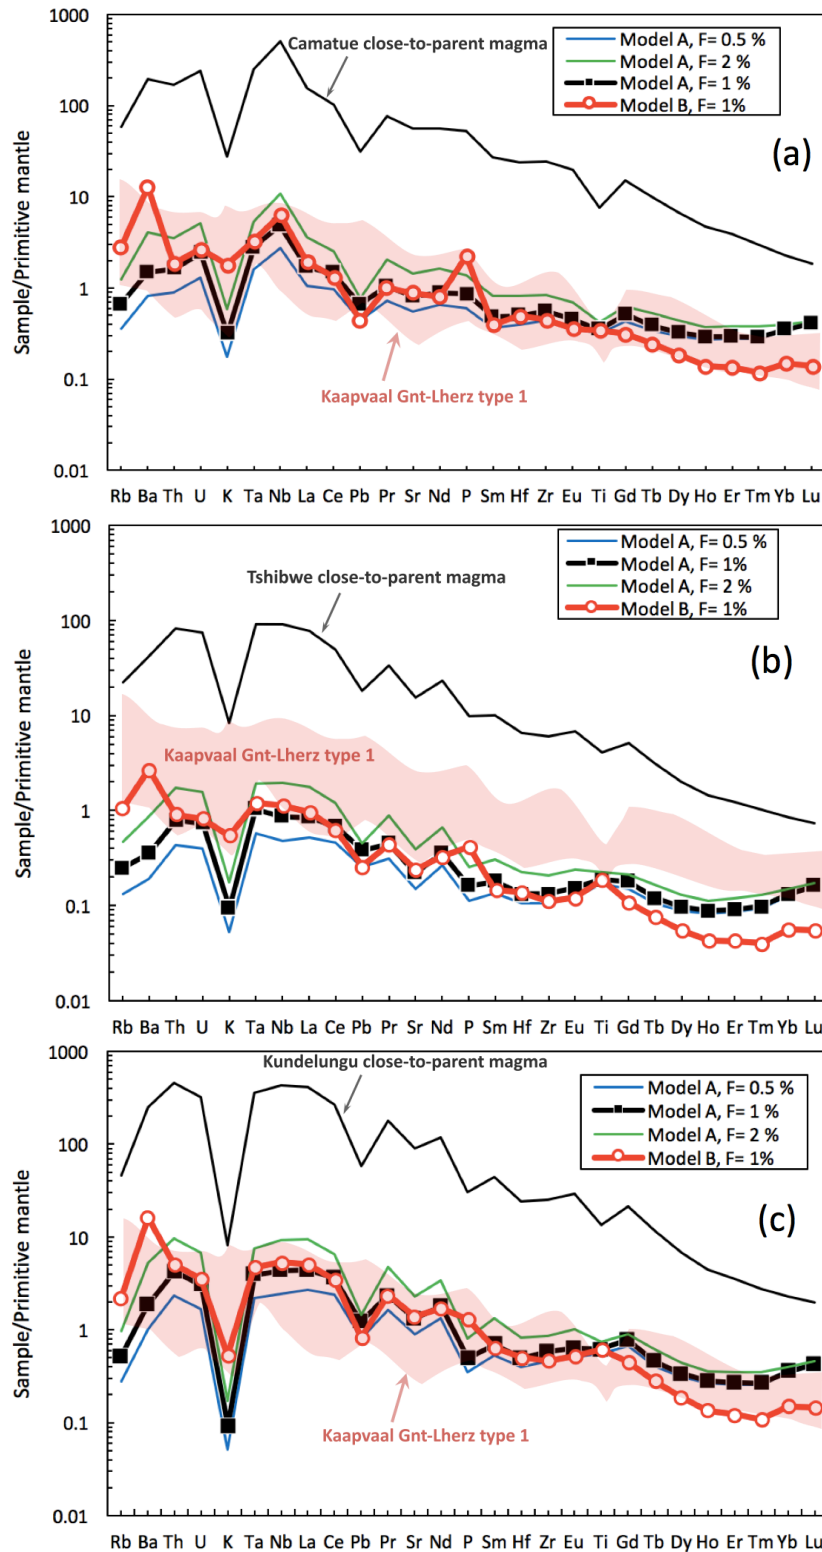 1000
Camatue close-to-parent magma
Model A, F= 0.5 %
Model A, F= 2 %
Model A, F= 1 %
Model B, F= 1%
100
(a)
10
1
0.1
0.01
Sample/Primitive mantle
Kaapvaal Gnt-Lherz type 1
Rb Ba Th U K Ta Nb La Ce Pb Pr Sr Nd P Sm Hf Zr Eu Ti Gd Tb Dy Ho Er Tm Yb Lu
1000
Tshibwe close-to-parent magma
Model A, F= 0.5 %
Model A, F= 1%
Model A, F= 2 %
Model B, F= 1%
100
(b)
10
Kaapvaal Gnt-Lherz type 1
1
0.1
0.01
Sample/Primitive mantle
Rb Ba Th U K Ta Nb La Ce Pb Pr Sr Nd P Sm Hf Zr Eu Ti Gd Tb Dy Ho Er Tm Yb Lu
1000
Kundelungu close-to-parent magma
Model A, F= 0.5 %
Model A, F= 1 %
Model A, F= 2 %
Model B, F= 1%
100
(c)
10
1
0.1
0.01
Sample/Primitive mantle
Kaapvaal Gnt-Lherz type 1
Rb Ba Th U K Ta Nb La Ce Pb Pr Sr Nd P Sm Hf Zr Eu Ti Gd Tb Dy Ho Er Tm Yb Lu